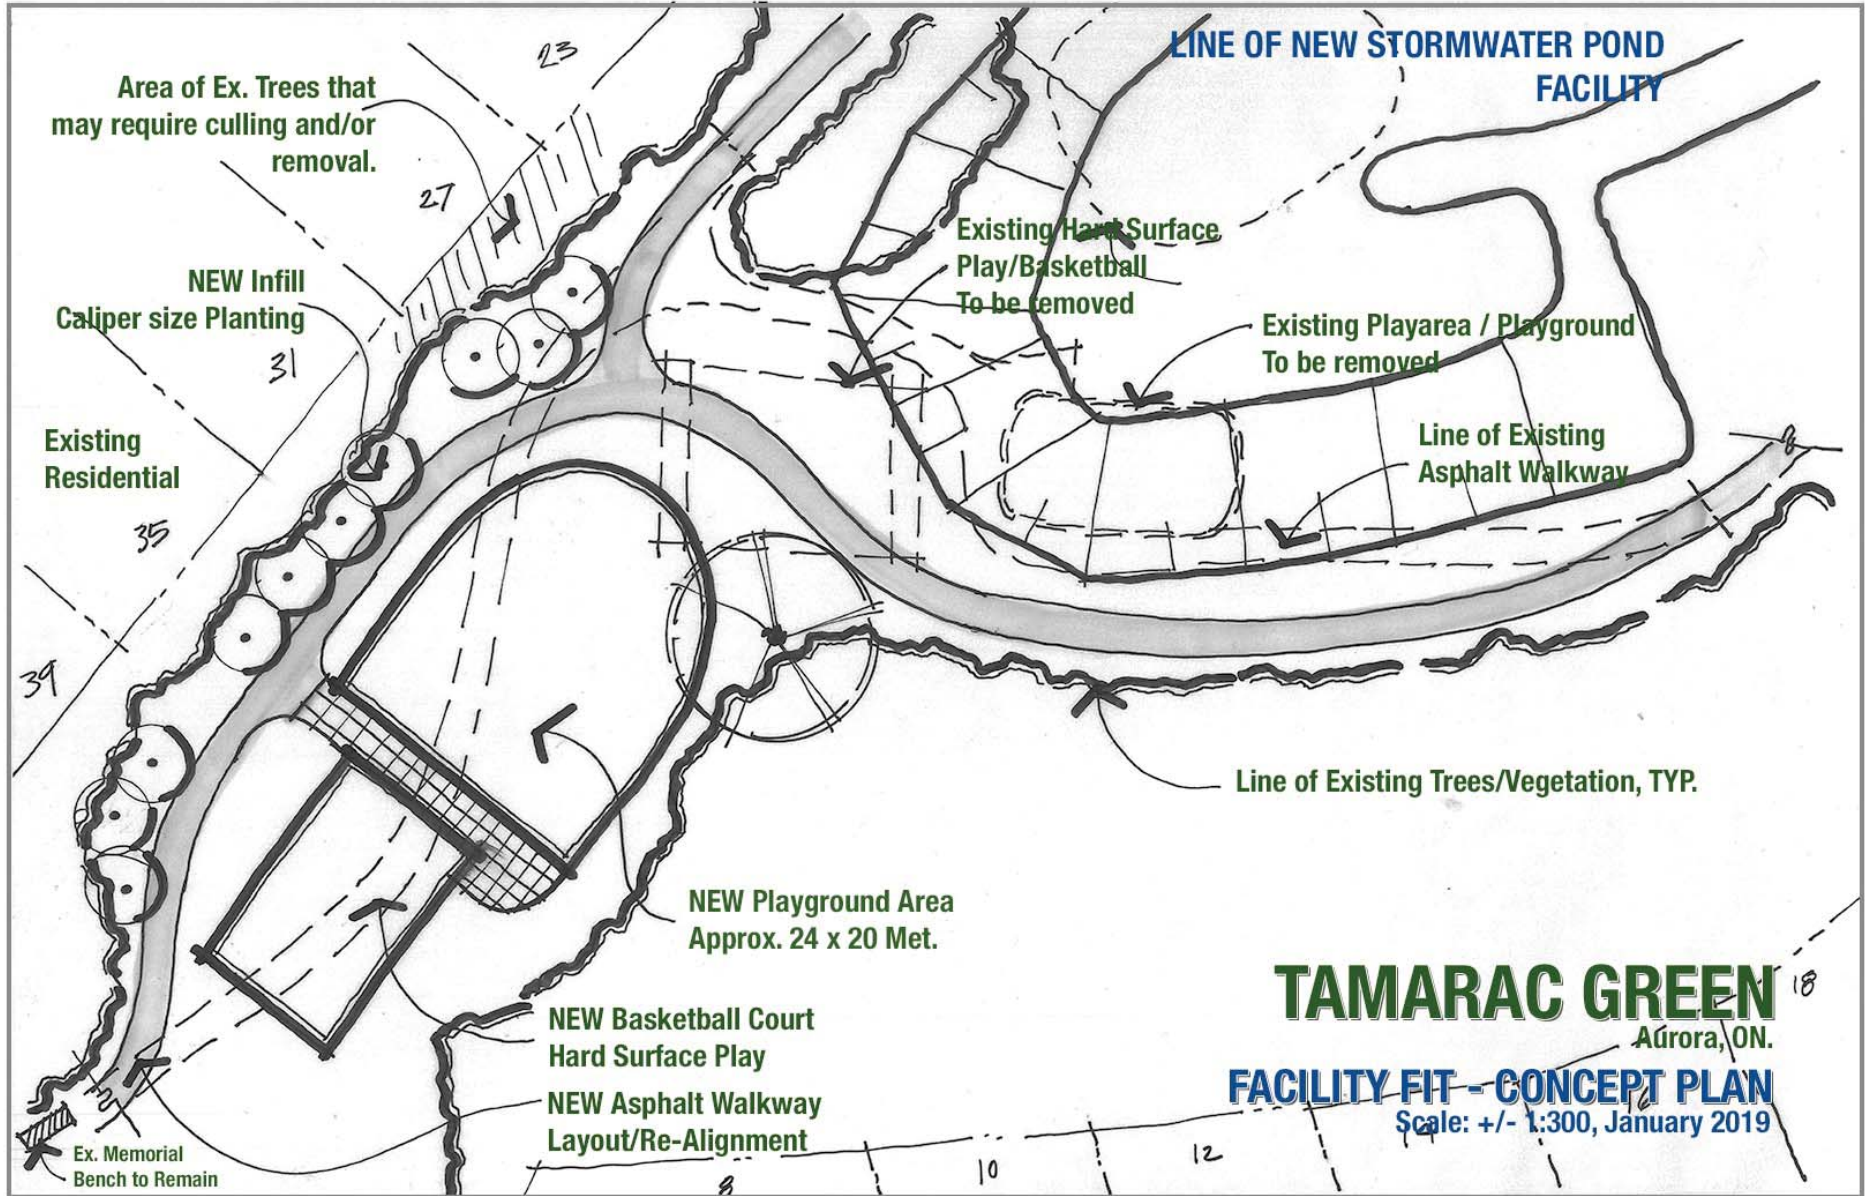 23
LINE OF NEW STORMWATER POND
FACILITY
Area of Ex. Trees that
may require culling and/or
removal.
27
Existing Hard Surface
Play/Basketball
To be removed
NEW Infill
Caliper size Planting
31
Existing Playarea / Playground
To be removed
Existing
Residential
Line of Existing
Asphalt Walkway
35
39
Line of Existing Trees/Vegetation, TYP.
NEW Playground Area
Approx. 24 x 20 Met.
TAMARAC GREEN
18
Aurora, ON.
NEW Basketball Court
Hard Surface Play
FACILITY FIT - CONCEPT PLAN
16
Scale: +/- 1:300, January 2019
14
NEW Asphalt Walkway
Layout/Re-Alignment
Ex. Memorial
Bench to Remain
8
10
12